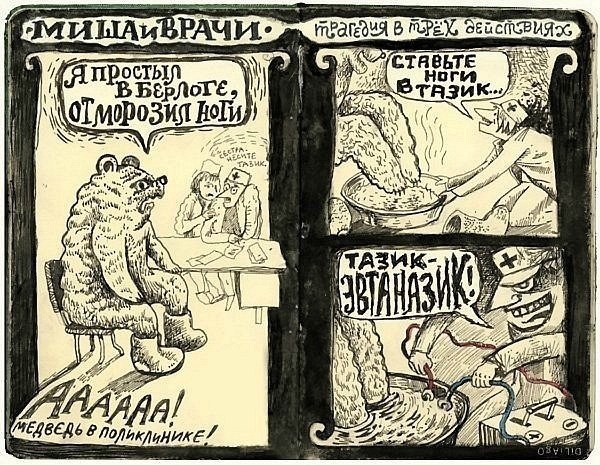 ·МИША и ВРАЧИ·
ТРАГЕДИЯ В ТРЁХ ДЕЙСТВИЯХ
Я ПРОСТЫЛ
В БЕРЛОГЕ,
ОТМОРОЗИЛ НОГИ
СЕСТРА
НЕСИТЕ
ТАЗИК
АААААА!
МЕДВЕДЬ В ПОЛИКЛИНИКЕ!
СТАВЬТЕ
НОГИ
В ТАЗИК...
ТАЗИК-
ЭВТАНАЗИК!
+ −
DiLiAgO